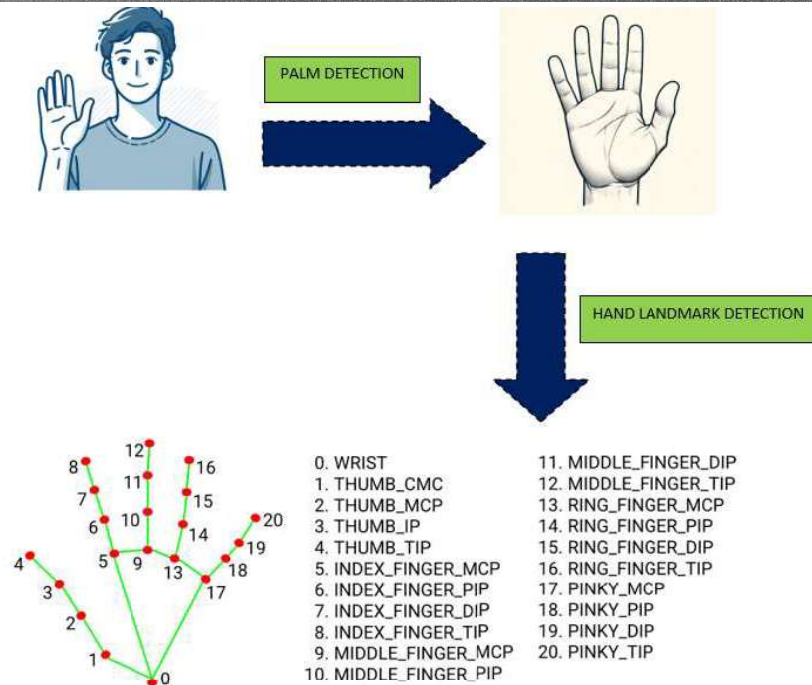 PALM DETECTION
HAND LANDMARK DETECTION
12
8
16
11
7
15
20
6
10
14
19
4
5
9
13
18
3
17
2
1
0
0. WRIST
1. THUMB_CMC
2. THUMB_MCP
3. THUMB_IP
4. THUMB_TIP
5. INDEX_FINGER_MCP
6. INDEX_FINGER_PIP
7. INDEX_FINGER_DIP
8. INDEX_FINGER_TIP
9. MIDDLE_FINGER_MCP
10. MIDDLE_FINGER_PIP
11. MIDDLE_FINGER_DIP
12. MIDDLE_FINGER_TIP
13. RING_FINGER_MCP
14. RING_FINGER_PIP
15. RING_FINGER_DIP
16. RING_FINGER_TIP
17. PINKY_MCP
18. PINKY_PIP
19. PINKY_DIP
20. PINKY_TIP